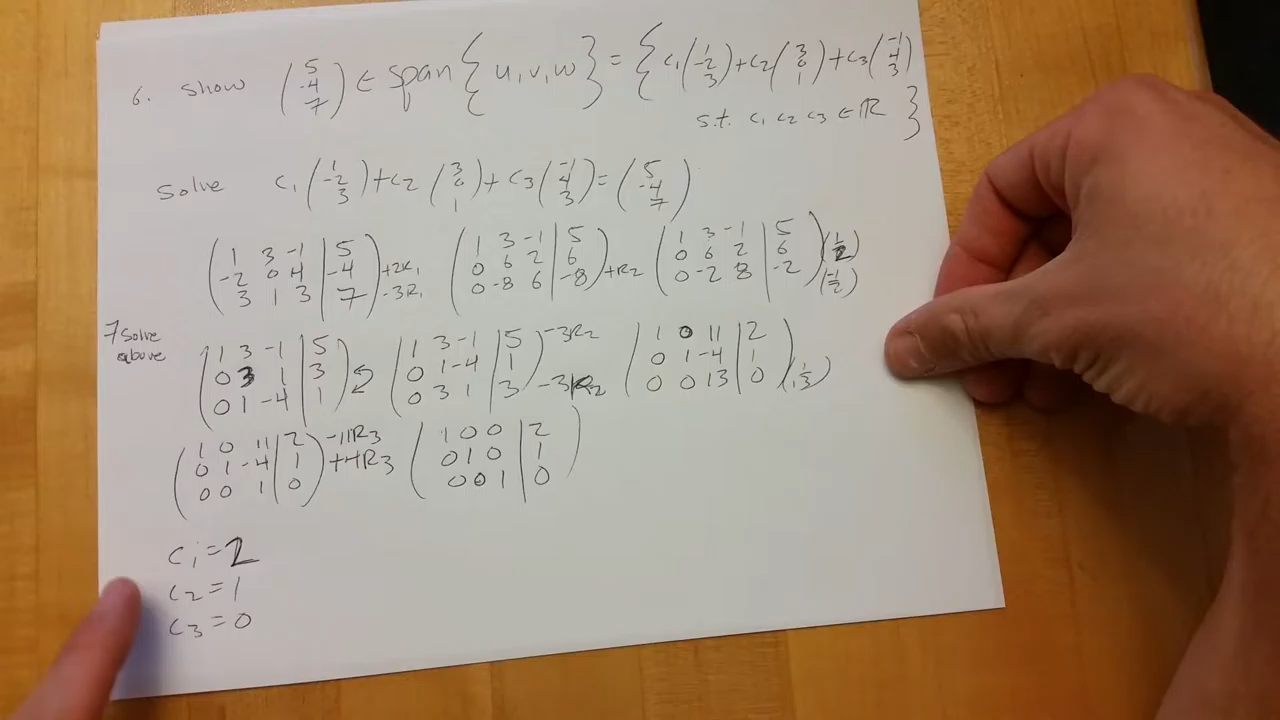 6. show (5 -4 7) ∈ span { u, v, w } = { c1 (1 -2 3) + c2 (3 0 1) + c3 (-1 4 3)
s.t. c1 c2 c3 ∈ ℝ }
Solve c1 (1 -2 3) + c2 (3 0 1) + c3 (-1 4 3) = (5 -4 7)
(1 3 -1 | 5) (1 3 -1 | 5) (1 3 -1 | 5)
(-2 0 4 | -4) +2R1 (0 6 2 | 6) (0 6 2 | 6) (1/2)
(3 1 3 | 7) -3R1 (0 -8 6 | -8) +R2 (0 -2 8 | -2) (-1/2)
7 Solve above
(1 3 -1 | 5) (1 3 -1 | 5) -3R2 (1 0 11 | 2)
(0 3 1 | 3) (0 1 -4 | 1) (0 1 -4 | 1)
(0 1 -4 | 1) (0 3 1 | 3) -3R2 (0 0 13 | 0) (1/13)
(1 0 11 | 2) -11R3 (1 0 0 | 2)
(0 1 -4 | 1) +4R3 (0 1 0 | 1)
(0 0 1 | 0) (0 0 1 | 0)
c1 = 2
c2 = 1
c3 = 0